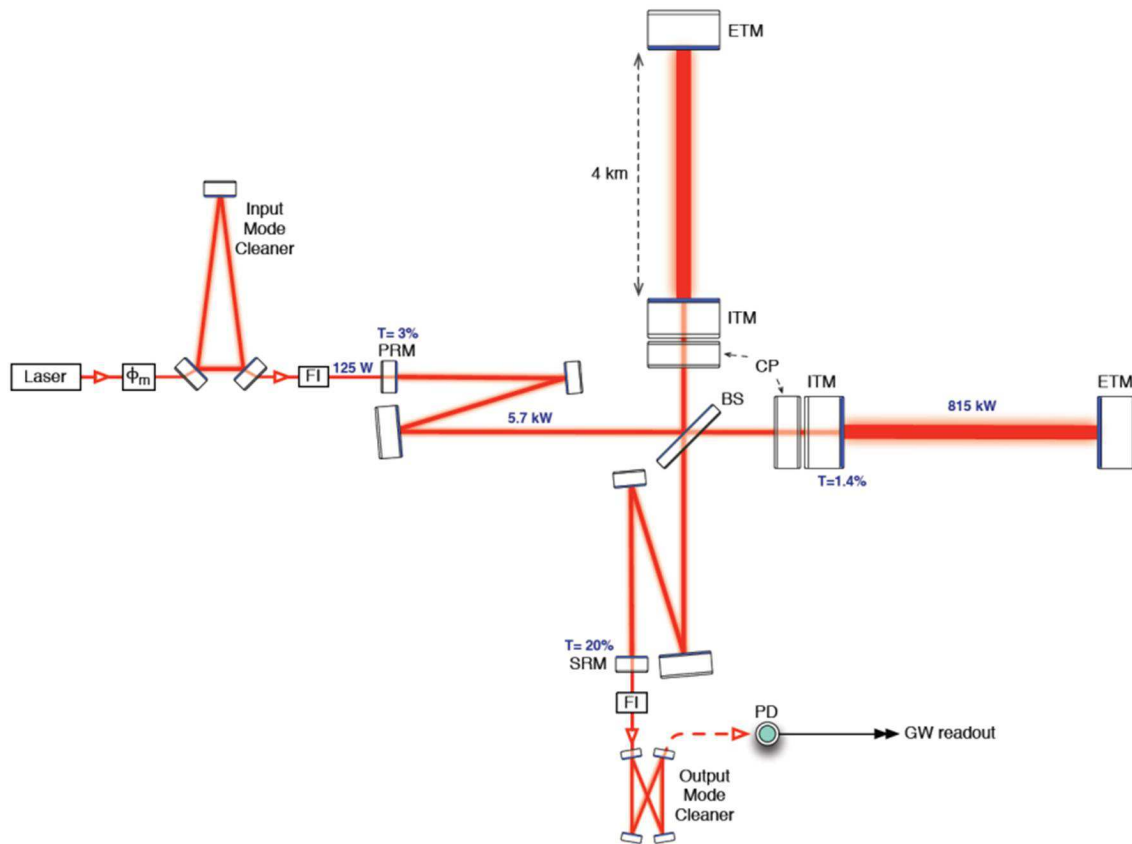 ETM
4 km
Input
Mode
Cleaner
ITM
T= 3%
PRM
Laser
Φm
FI
125 W
CP
ITM
ETM
BS
5.7 kW
815 kW
T=1.4%
T= 20%
SRM
FI
PD
GW readout
Output
Mode
Cleaner